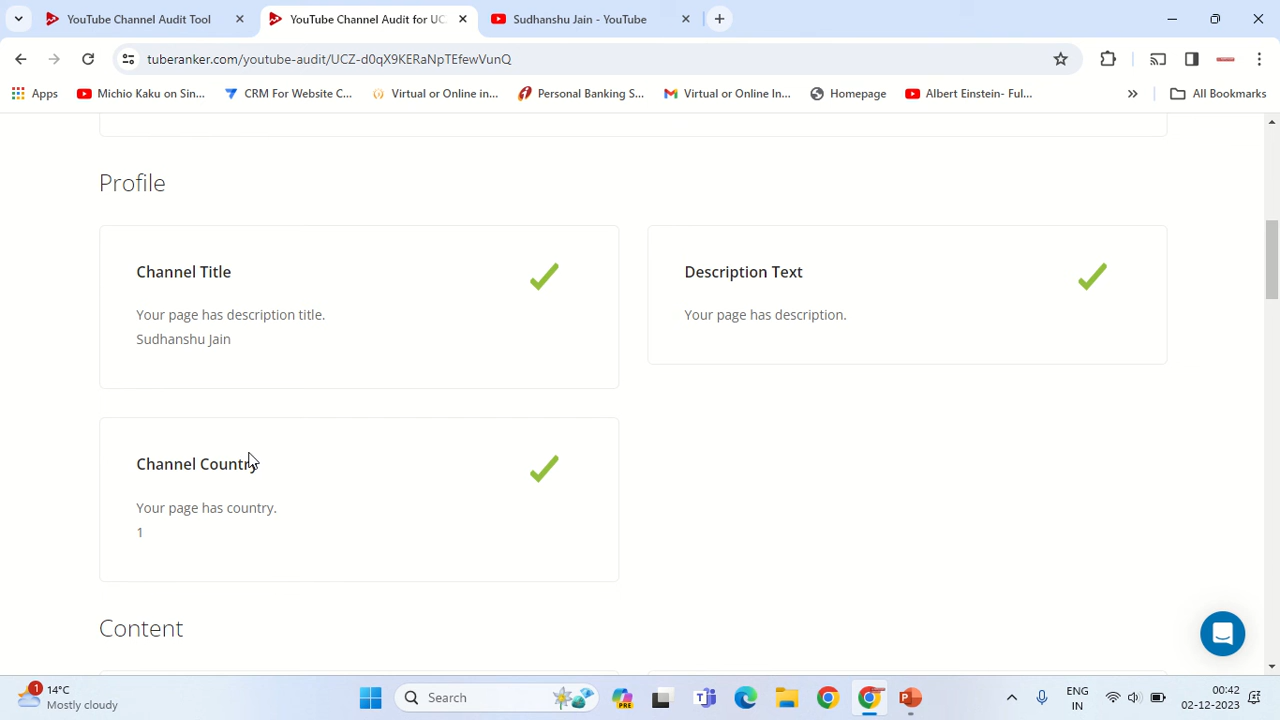 YouTube Channel Audit Tool
YouTube Channel Audit for UC
Sudhanshu Jain - YouTube
tuberanker.com/youtube-audit/UCZ-d0qX9KERaNpTEfewVunQ
Apps
Michio Kaku on Sin...
CRM For Website C...
Virtual or Online in...
Personal Banking S...
Virtual or Online In...
Homepage
Albert Einstein- Ful...
All Bookmarks
Profile
Channel Title
Your page has description title.
Sudhanshu Jain
Description Text
Your page has description.
Channel Country
Your page has country.
1
Content
1
14°C
Mostly cloudy
Search
PRE
ENG
IN
00:42
02-12-2023